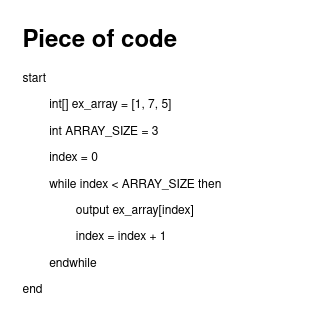 Piece of code
start
int[] ex_array = [1, 7, 5]
int ARRAY_SIZE = 3
index = 0
while index < ARRAY_SIZE then
output ex_array[index]
index = index + 1
endwhile
end